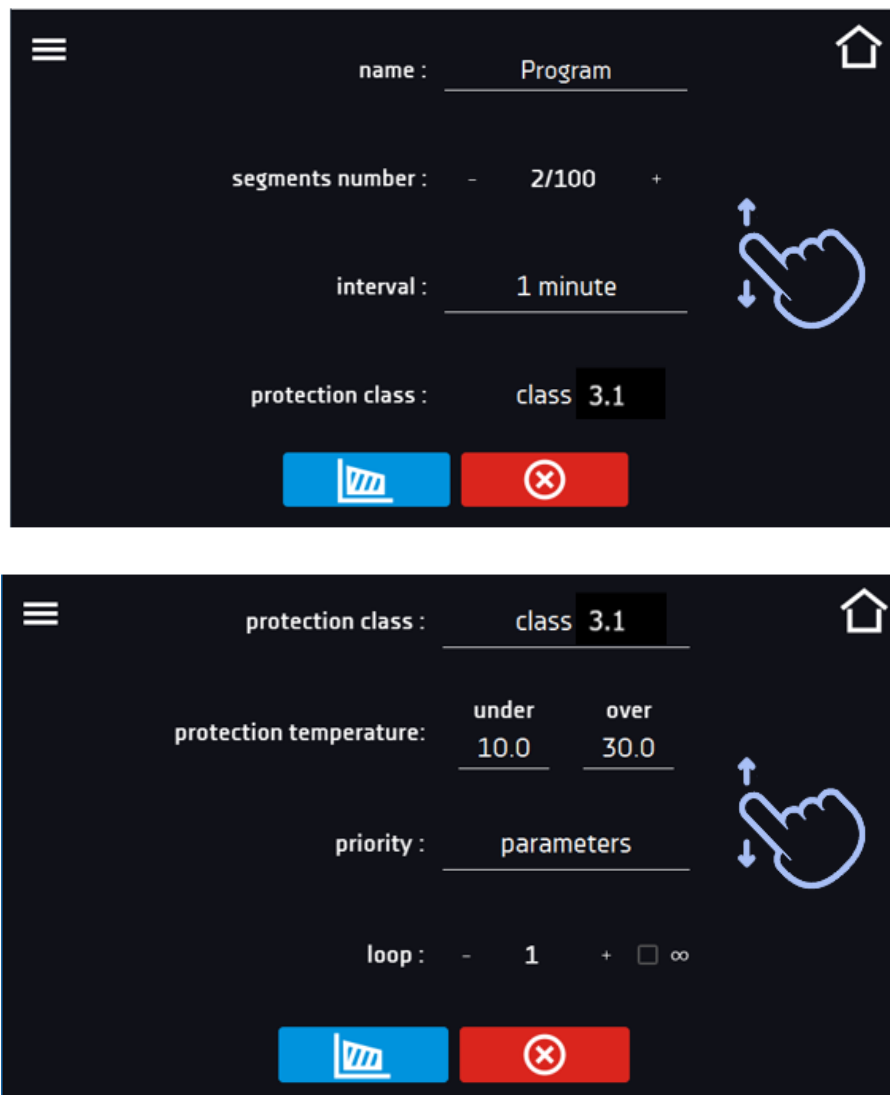 name : Program
segments number : - 2/100 +
interval : 1 minute
protection class : class 3.1
protection class : class 3.1
under over
protection temperature: 10.0 30.0
priority : parameters
loop : - 1 + ∞